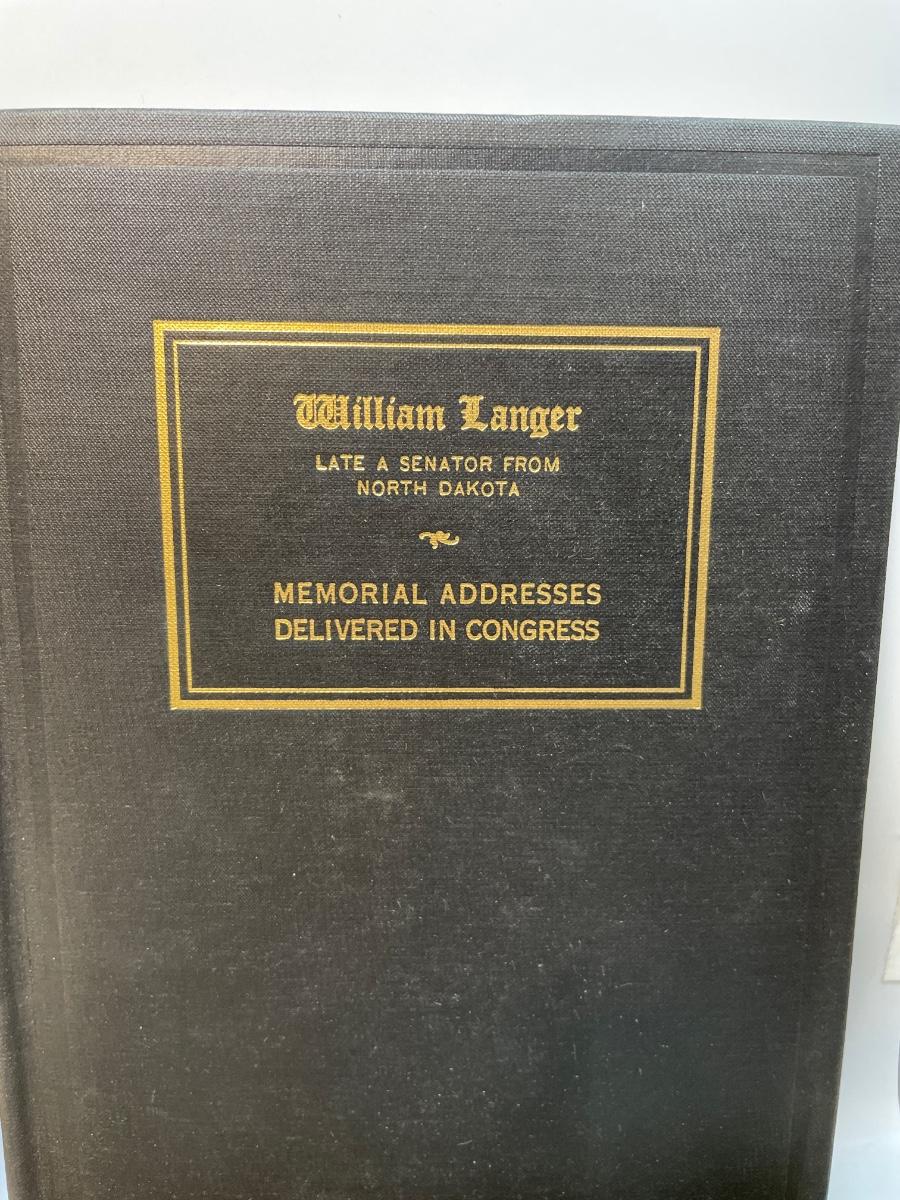 William Langer
LATE A SENATOR FROM
NORTH DAKOTA
MEMORIAL ADDRESSES
DELIVERED IN CONGRESS